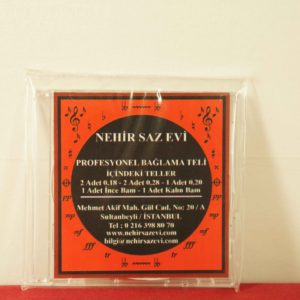 NEHİR SAZ EVİ
PROFESYONEL BAĞLAMA TELİ
İÇİNDEKİ TELLER
2 Adet 0,18 - 2 Adet 0,28 - 1 Adet 0,20
1 Adet İnce Bam - 1 Adet Kalın Bam
Mehmet Akif Mah. Gül Cad. No: 20 / A
Sultanbeyli / İSTANBUL
Tel : 0 216 398 80 70
www.nehirsazevi.com
bilgi@nehirsazevi.com